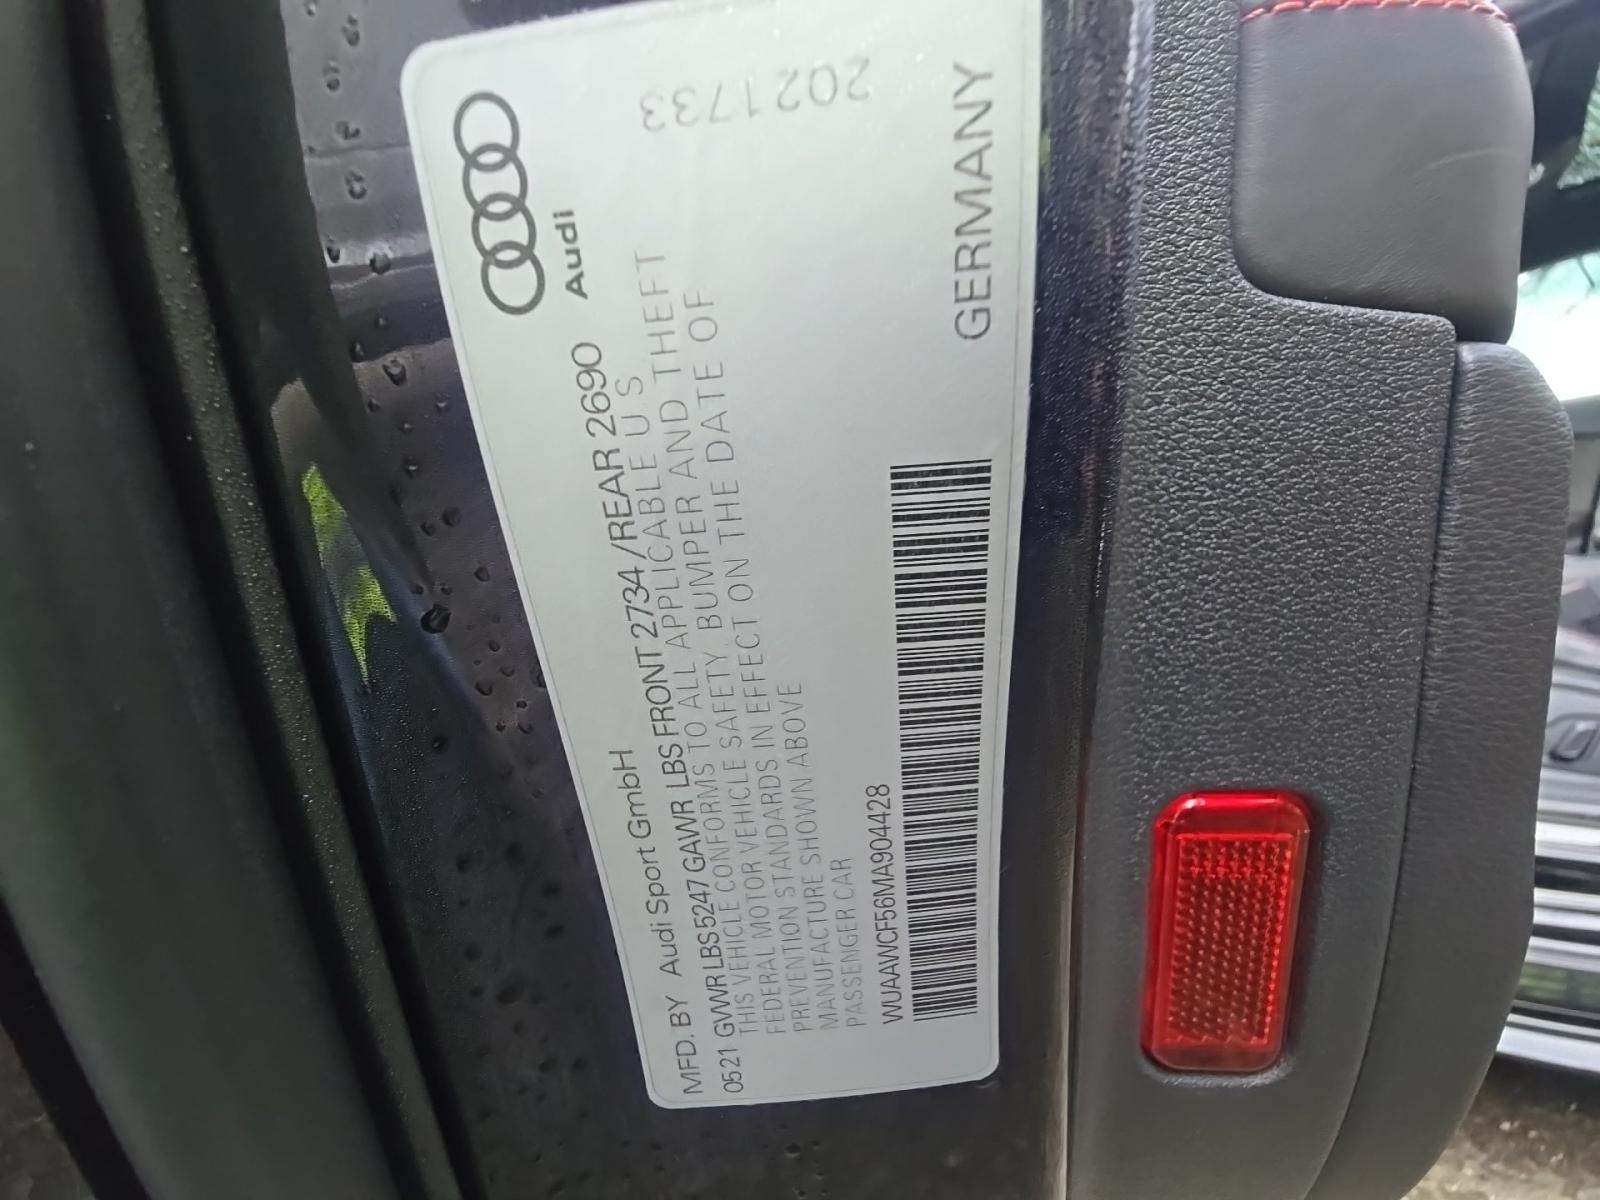 MFD. BY Audi Sport GmbH
Audi
0521 GVWR LBS 5247 GAWR LBS FRONT 2734 / REAR 2690
THIS VEHICLE CONFORMS TO ALL APPLICABLE U S
FEDERAL MOTOR VEHICLE SAFETY, BUMPER AND THEFT
PREVENTION STANDARDS IN EFFECT ON THE DATE OF
MANUFACTURE SHOWN ABOVE
PASSENGER CAR
WUAAWCF56MA904428
GERMANY
2021733